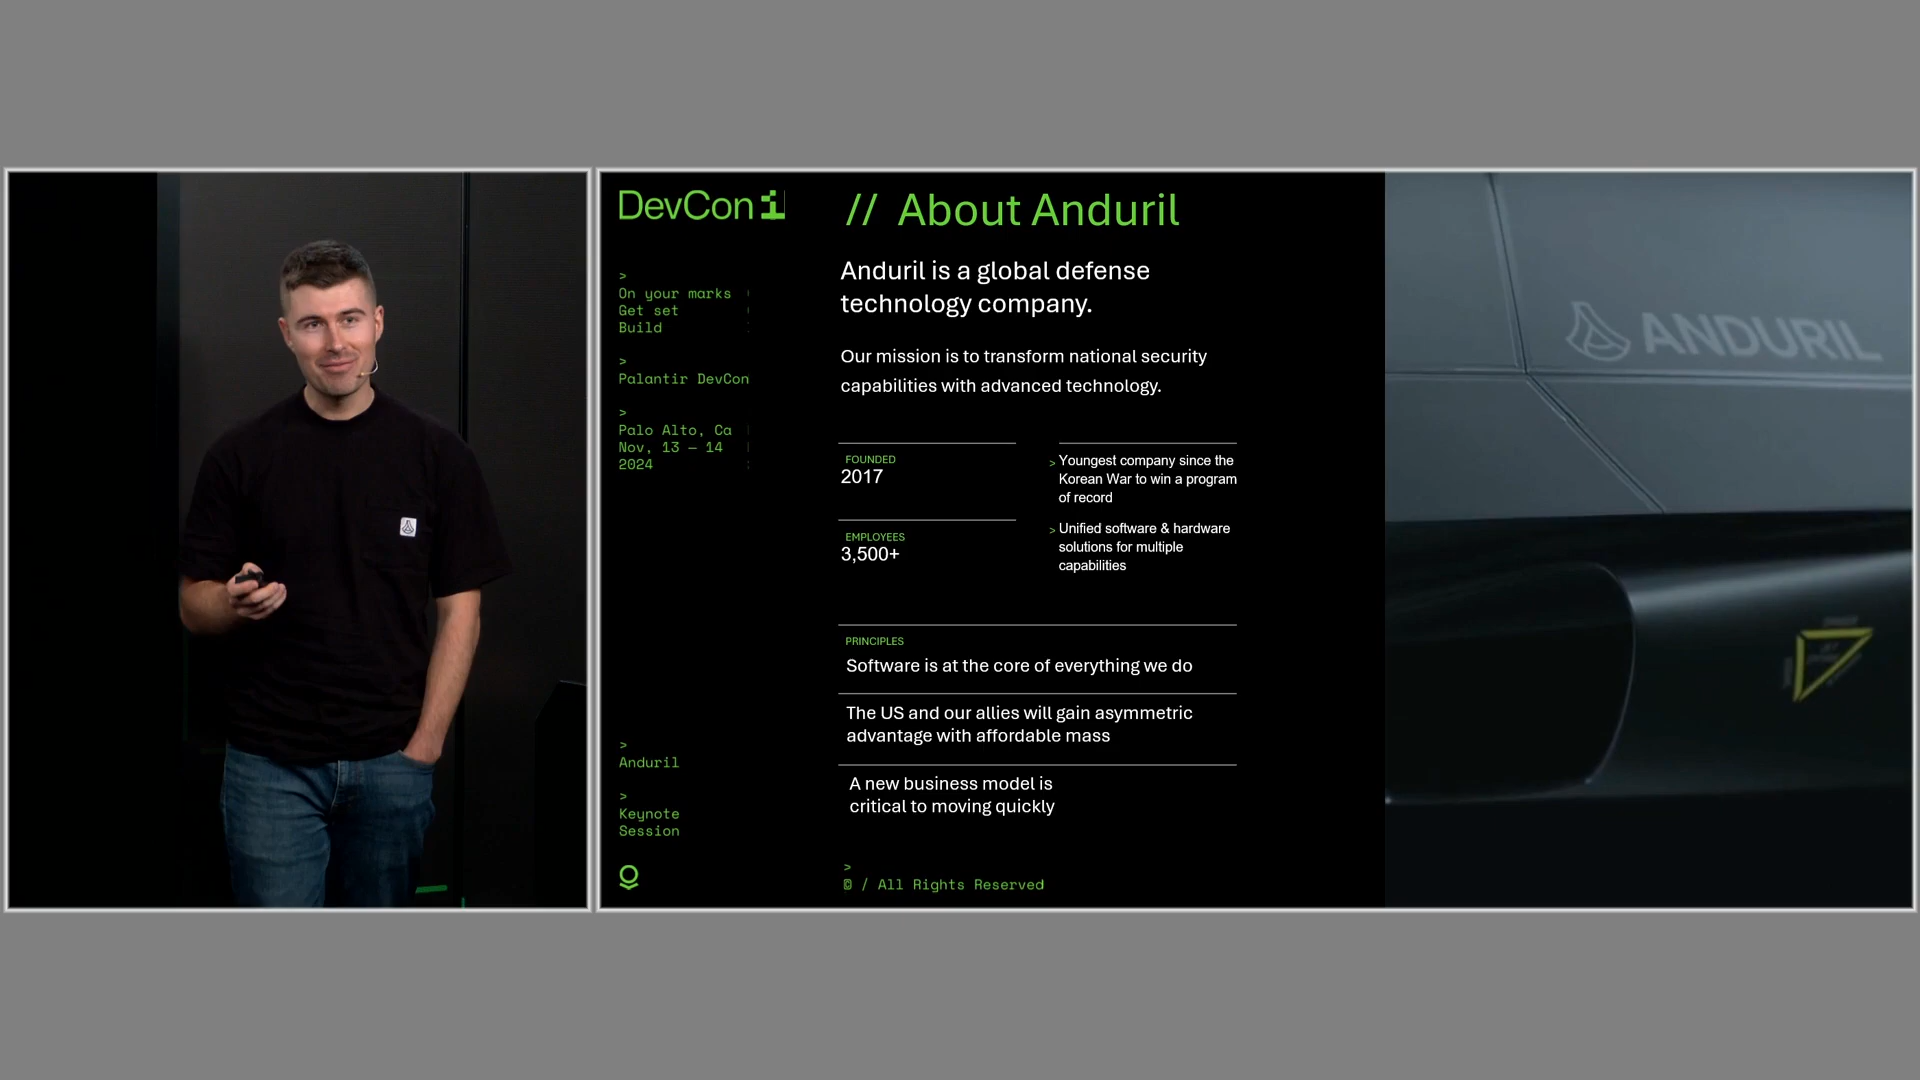 DevCon 1
>
On your marks
Get set
Build
>
Palantir DevCon
>
Palo Alto, Ca
Nov, 13 — 14
2024
>
Anduril
>
Keynote
Session
// About Anduril
Anduril is a global defense
technology company.
Our mission is to transform national security
capabilities with advanced technology.
FOUNDED
2017
EMPLOYEES
3,500+
> Youngest company since the
Korean War to win a program
of record
> Unified software & hardware
solutions for multiple
capabilities
PRINCIPLES
Software is at the core of everything we do
The US and our allies will gain asymmetric
advantage with affordable mass
A new business model is
critical to moving quickly
>
© / All Rights Reserved
ANDURIL